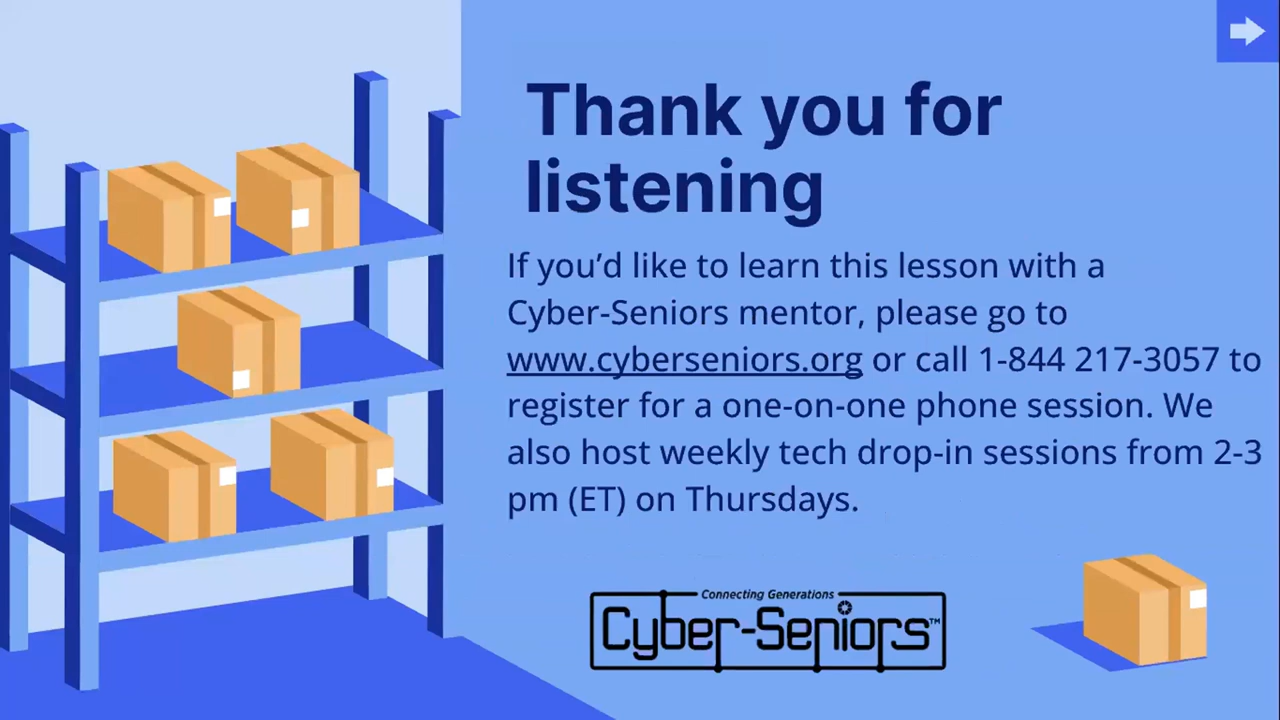 Thank you for
listening
If you’d like to learn this lesson with a
Cyber-Seniors mentor, please go to
www.cyberseniors.org or call 1-844 217-3057 to
register for a one-on-one phone session. We
also host weekly tech drop-in sessions from 2-3
pm (ET) on Thursdays.
Connecting Generations
Cyber-Seniors™